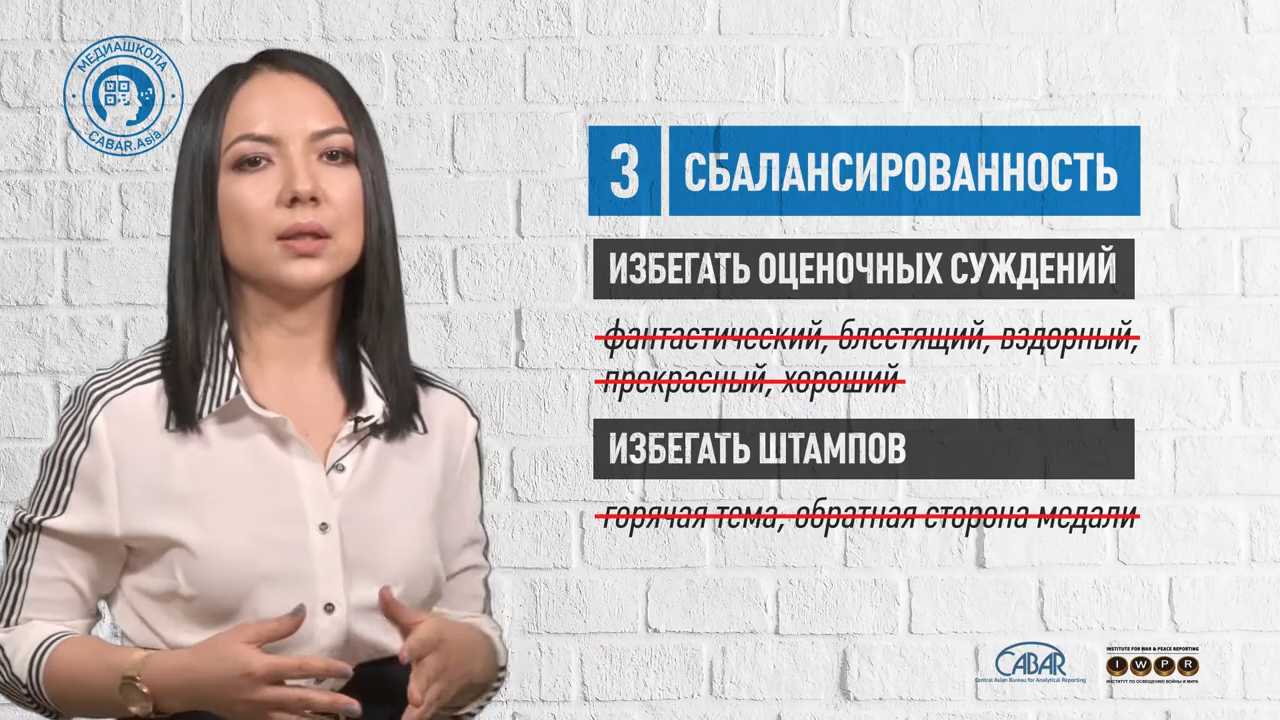 МЕДИАШКОЛА
CABAR.Asia
3 СБАЛАНСИРОВАННОСТЬ
ИЗБЕГАТЬ ОЦЕНОЧНЫХ СУЖДЕНИЙ
фантастический, блестящий, вздорный,
прекрасный, хороший
ИЗБЕГАТЬ ШТАМПОВ
горячая тема, обратная сторона медали
CABAR
Central Asian Bureau for Analytical Reporting
INSTITUTE FOR WAR & PEACE REPORTING
I W P R
ИНСТИТУТ ПО ОСВЕЩЕНИЮ ВОЙНЫ И МИРА